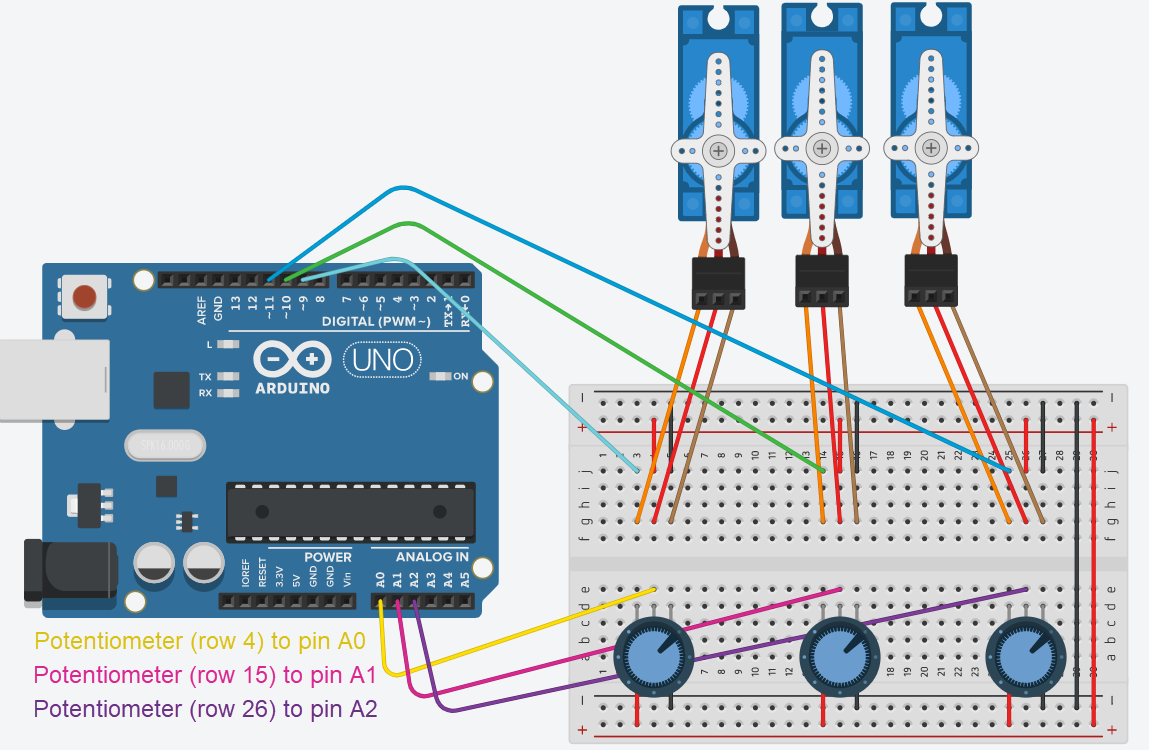 AREF
GND
13
12
~11
~10
~9
8
7
~6
~5
4
~3
2
TX→1
RX←0
DIGITAL (PWM~)
L
TX
RX
ARDUINO
UNO
ON
POWER
ANALOG IN
IOREF
RESET
3.3V
5V
GND
GND
Vin
A0
A1
A2
A3
A4
A5
Potentiometer (row 4) to pin A0
Potentiometer (row 15) to pin A1
Potentiometer (row 26) to pin A2
j
i
h
g
f
e
d
c
b
a